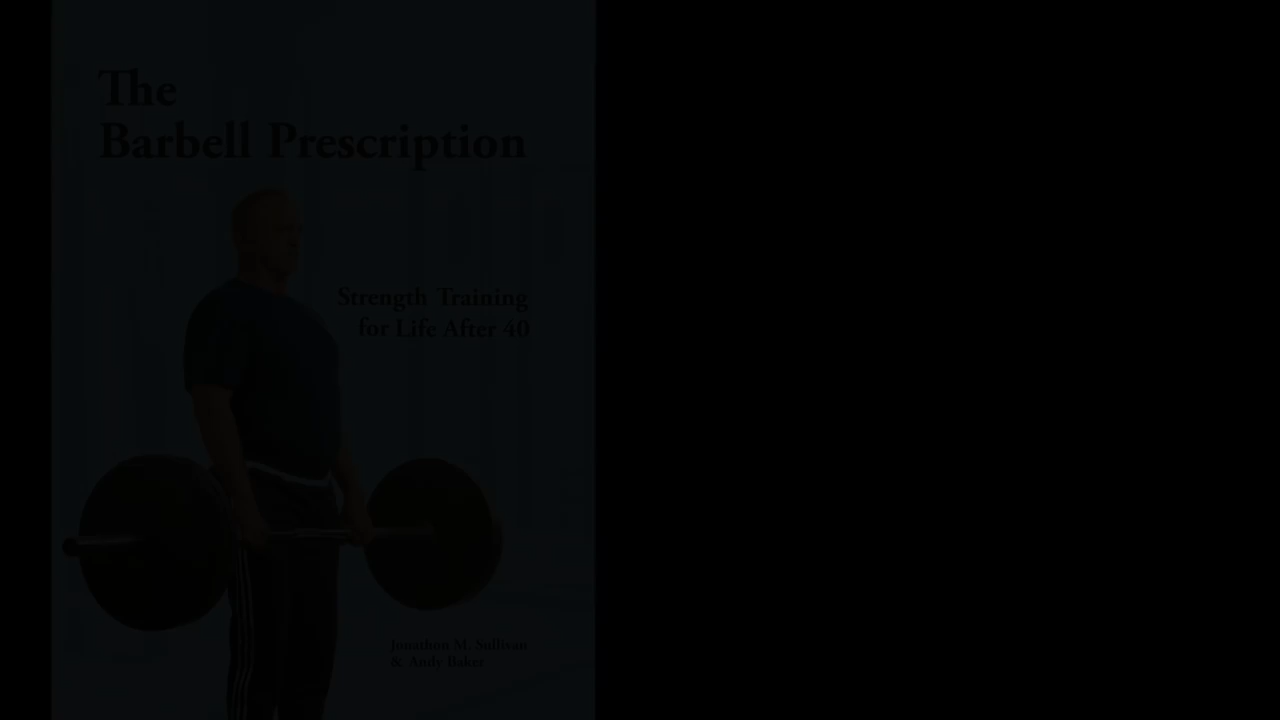 The
Barbell Prescription
Strength Training
for Life After 40
Jonathon M. Sullivan
& Andy Baker